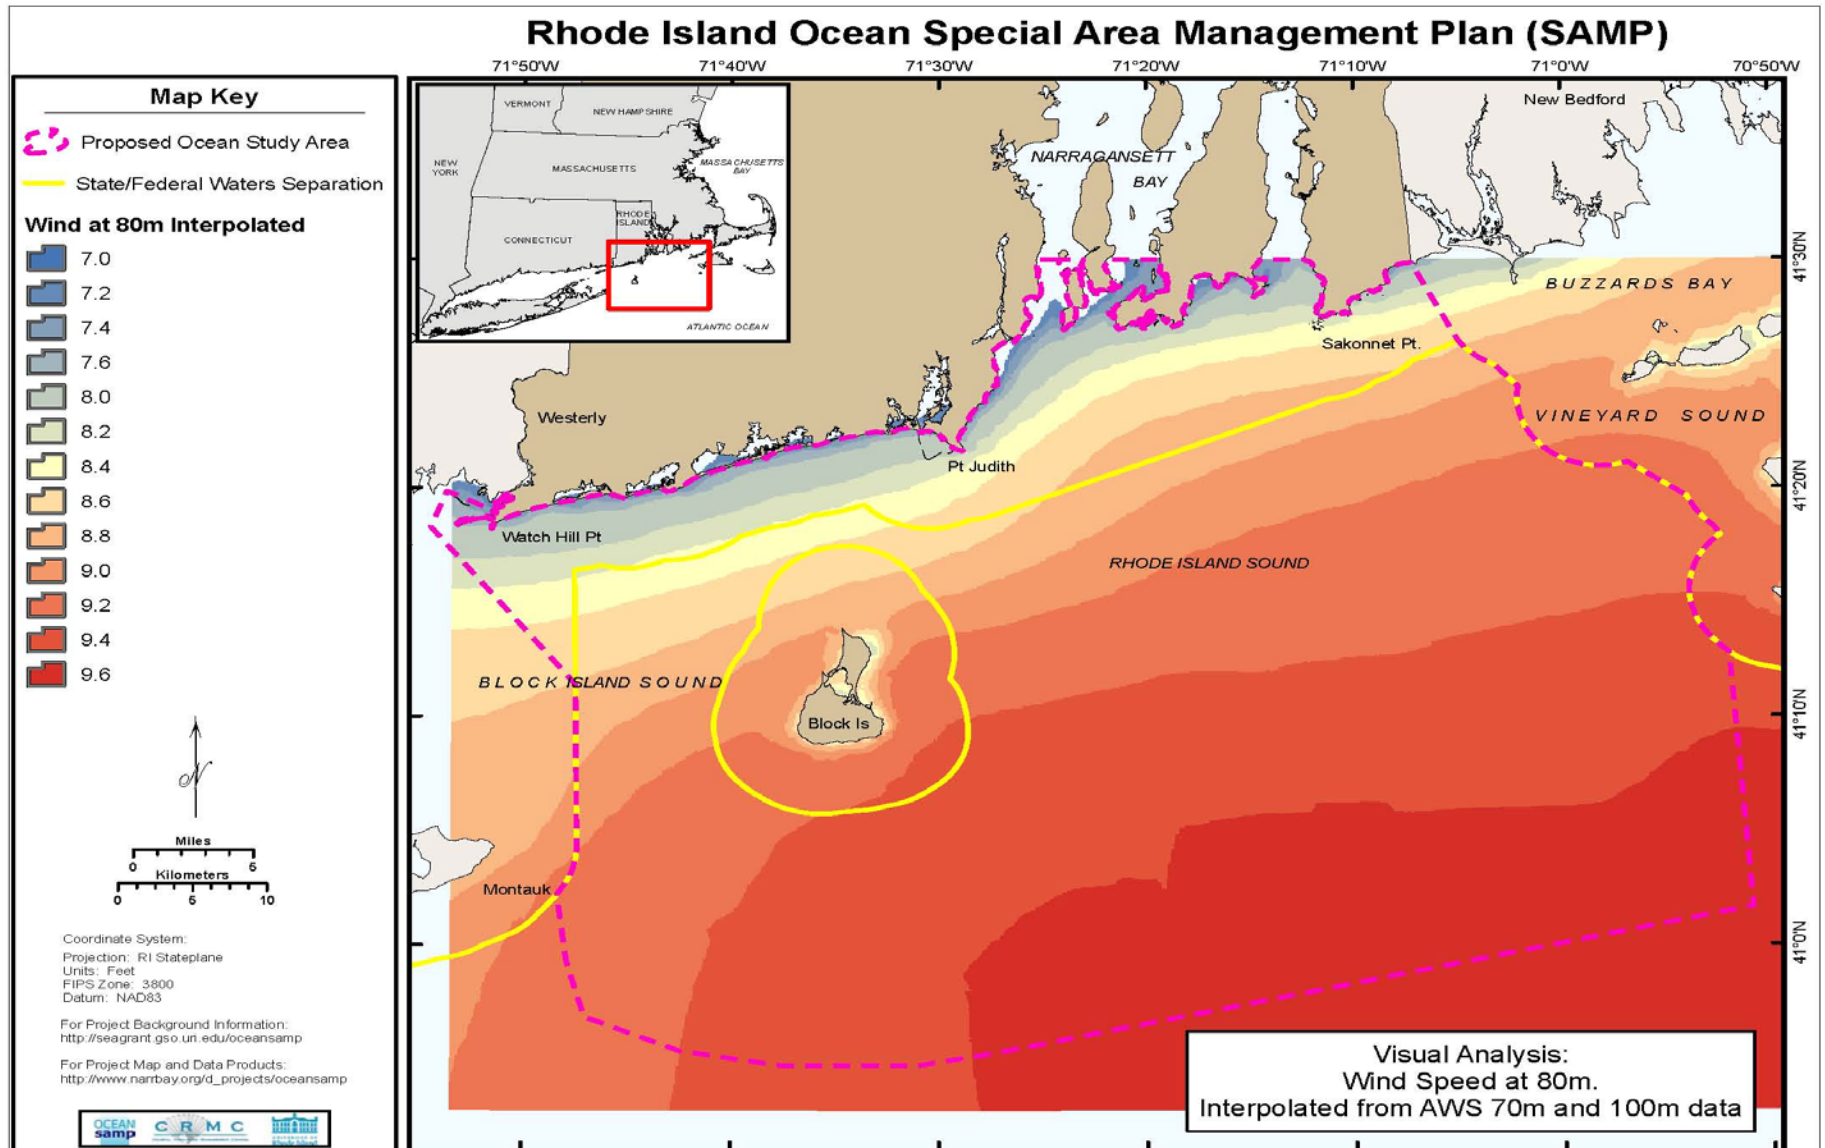 Rhode Island Ocean Special Area Management Plan (SAMP)
71°50'W
71°40'W
71°30'W
71°20'W
71°10'W
71°0'W
70°50'W
Map Key
Proposed Ocean Study Area
State/Federal Waters Separation
Wind at 80m Interpolated
7.0
7.2
7.4
7.6
8.0
8.2
8.4
8.6
8.8
9.0
9.2
9.4
9.6
N
Miles
0 6
Kilometers
0 5 10
Coordinate System:
Projection: RI Stateplane
Units: Feet
FIPS Zone: 3800
Datum: NAD83
For Project Background Information:
http://seagrant.gso.uri.edu/oceansamp
For Project Map and Data Products:
http://www.narrbay.org/d_projects/oceansamp
OCEAN
samp
CRMC
VERMONT
NEW HAMPSHIRE
NEW
YORK
MASSACHUSETTS
MASSACHUSETTS
BAY
RHODE
ISLAND
CONNECTICUT
ATLANTIC OCEAN
New Bedford
NARRAGANSETT
BAY
41°30'N
BUZZARDS BAY
Sakonnet Pt.
Westerly
VINEYARD SOUND
Pt Judith
41°20'N
Watch Hill Pt
RHODE ISLAND SOUND
BLOCK ISLAND SOUND
Block Is
41°10'N
Montauk
41°0'N
Visual Analysis:
Wind Speed at 80m.
Interpolated from AWS 70m and 100m data